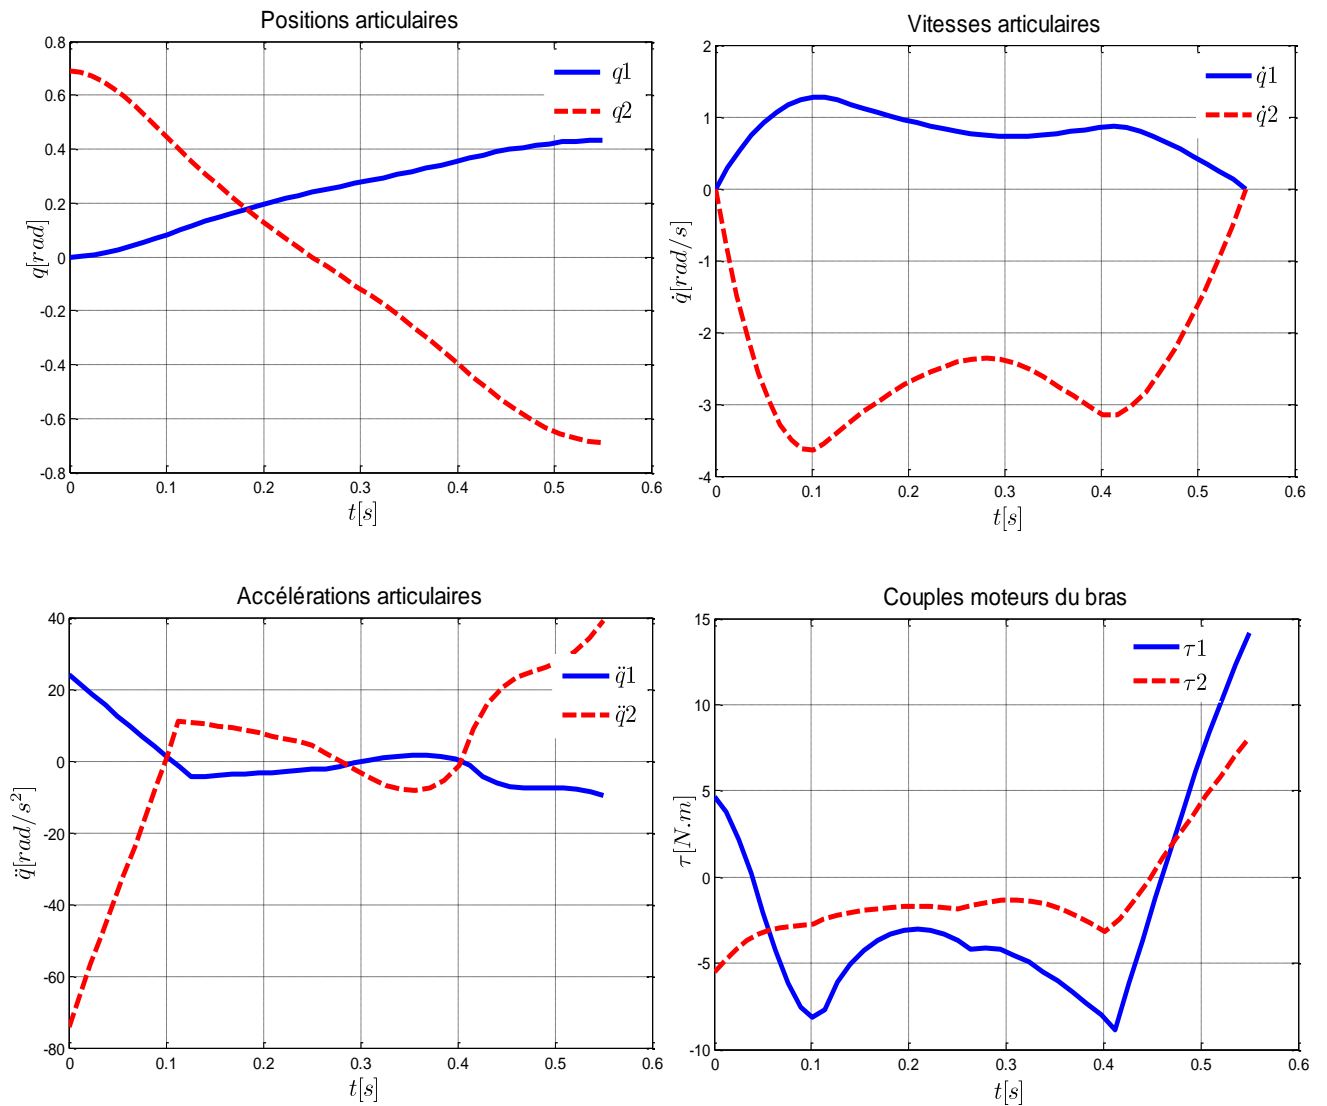 Positions articulaires
0.8
0.6
0.4
0.2
0
-0.2
-0.4
-0.6
-0.8
q[rad]
q1
q2
0 0.1 0.2 0.3 0.4 0.5 0.6
t[s]
Vitesses articulaires
2
1
0
-1
-2
-3
-4
q̇[rad/s]
q̇1
q̇2
0 0.1 0.2 0.3 0.4 0.5 0.6
t[s]
Accélérations articulaires
40
20
0
-20
-40
-60
-80
q̈[rad/s²]
q̈1
q̈2
0 0.1 0.2 0.3 0.4 0.5 0.6
t[s]
Couples moteurs du bras
15
10
5
0
-5
-10
τ[N.m]
τ1
τ2
0 0.1 0.2 0.3 0.4 0.5 0.6
t[s]